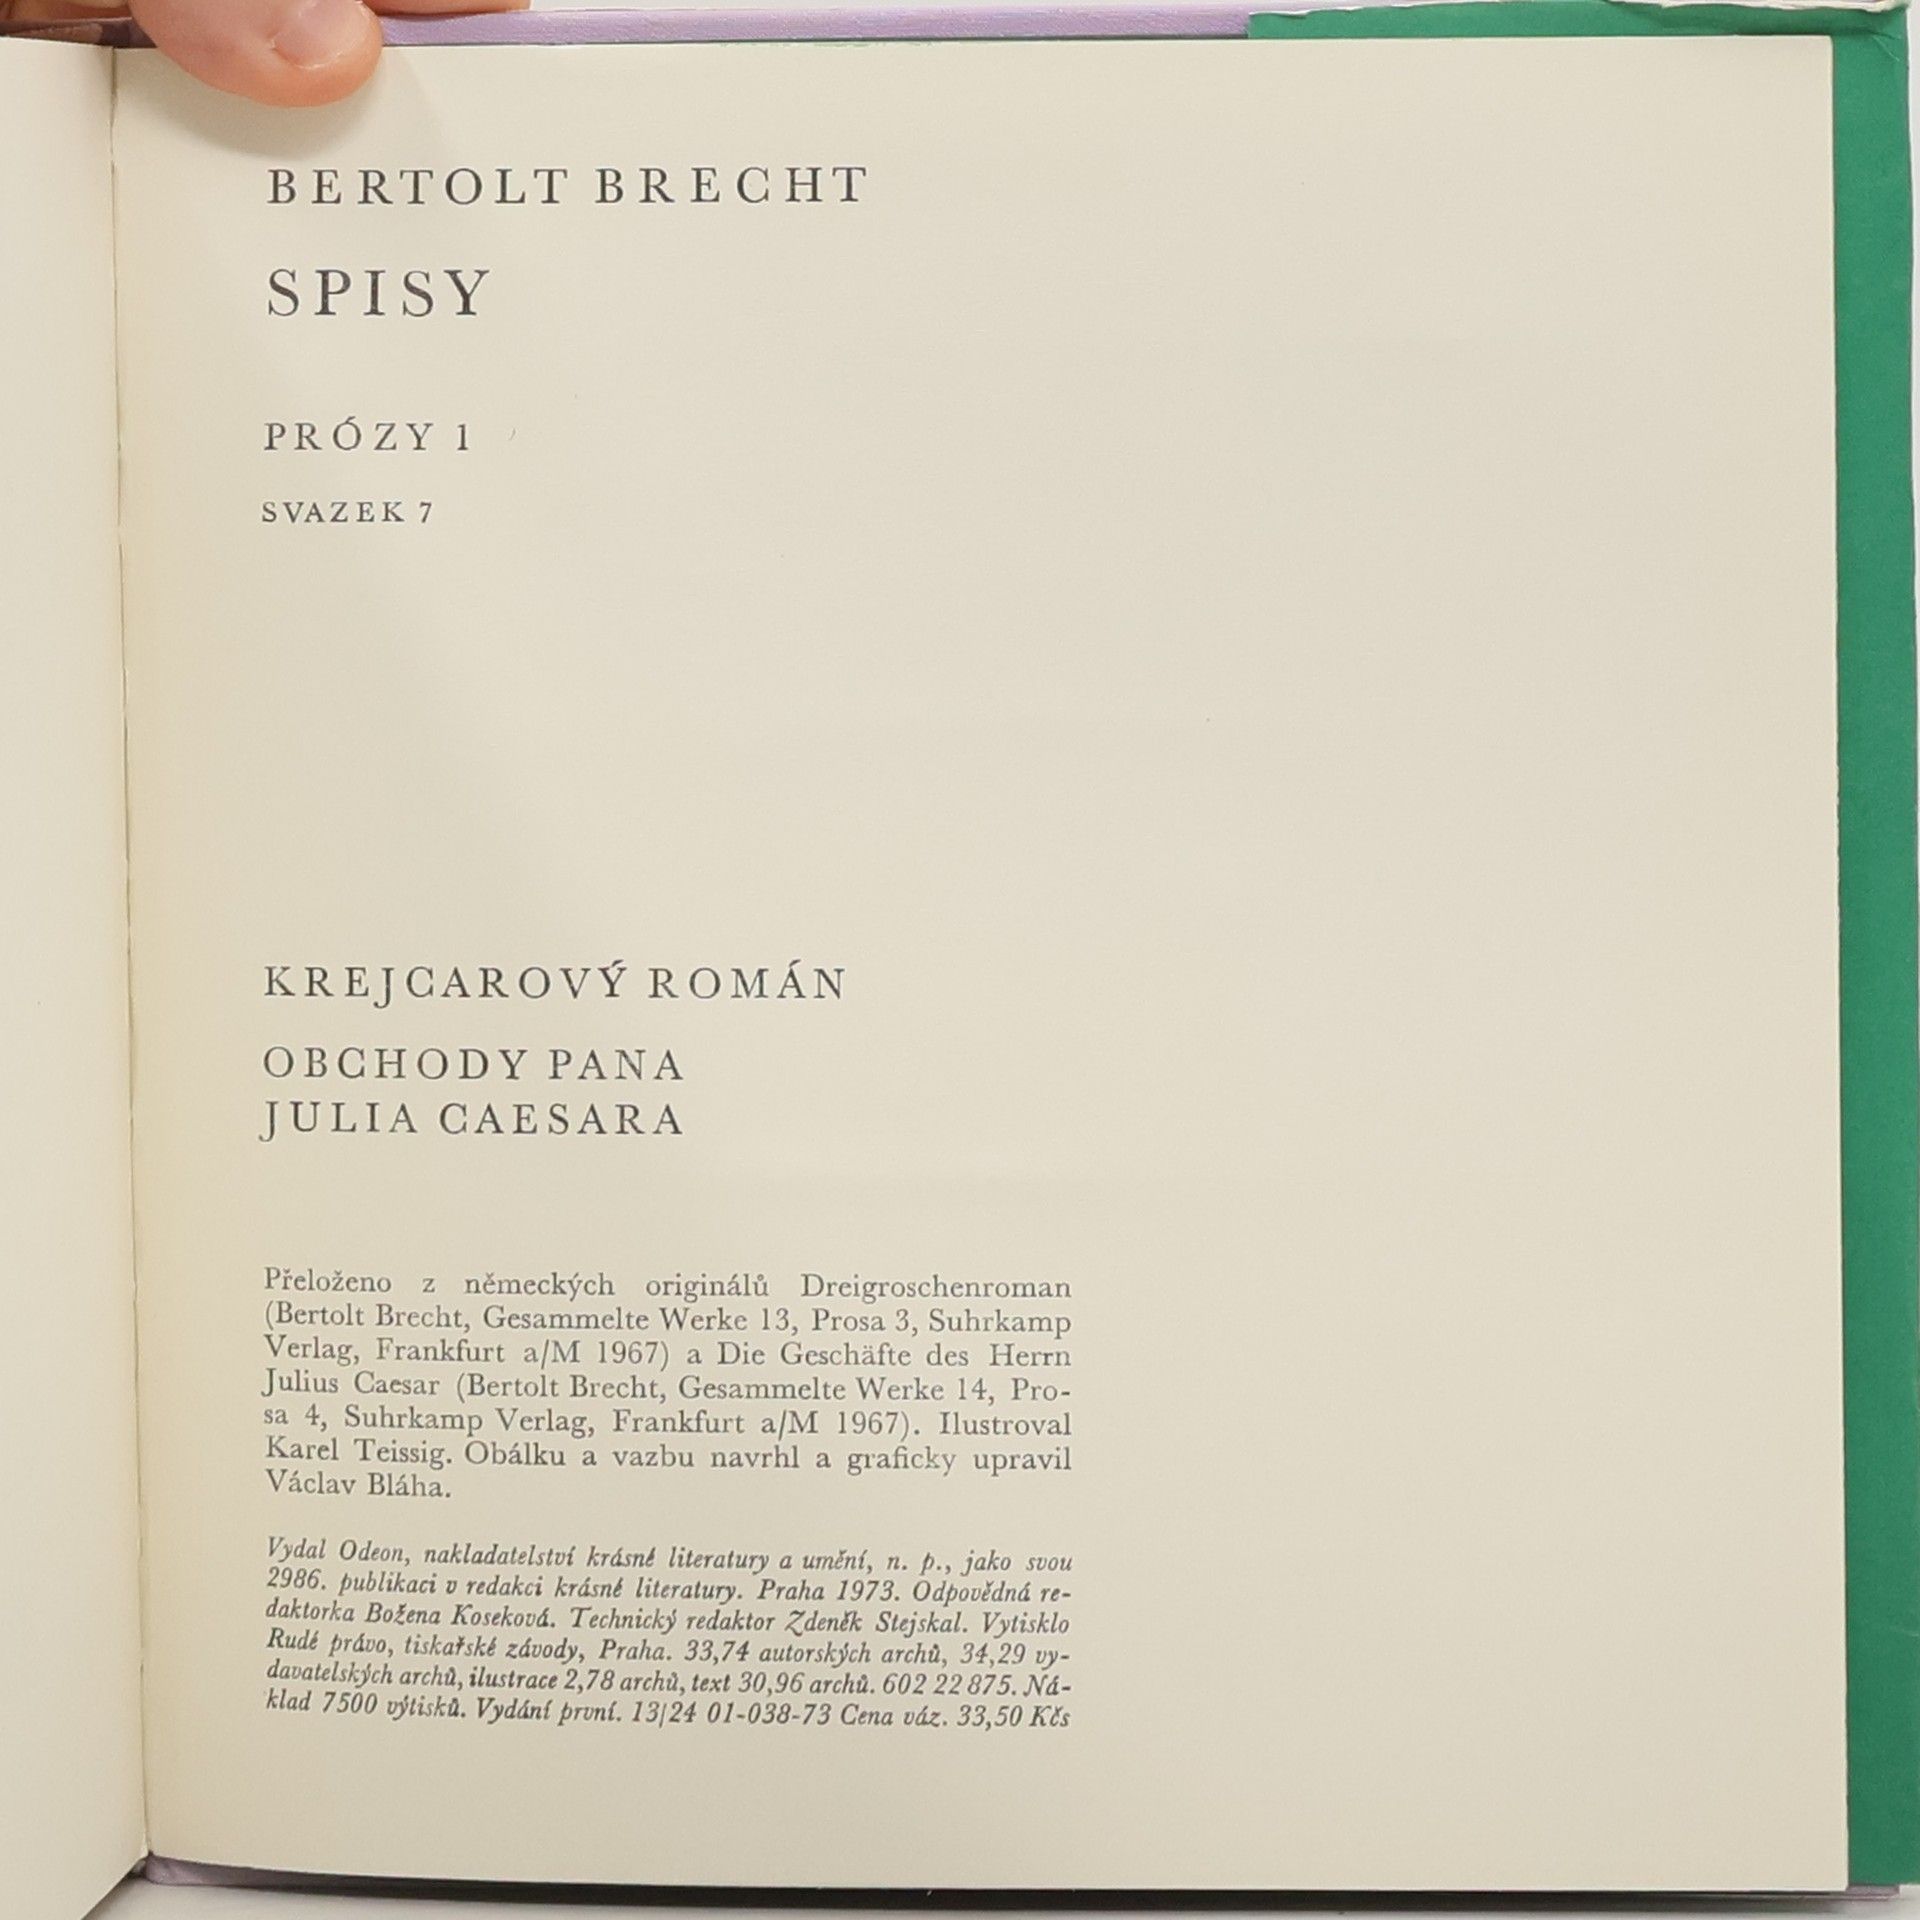 BERTOLT BRECHT
SPISY
PRÓZY 1
SVAZEK 7
KREJCAROVÝ ROMÁN
OBCHODY PANA
JULIA CAESARA
Přeloženo z německých originálů Dreigroschenroman
(Bertolt Brecht, Gesammelte Werke 13, Prosa 3, Suhrkamp
Verlag, Frankfurt a/M 1967) a Die Geschäfte des Herrn
Julius Caesar (Bertolt Brecht, Gesammelte Werke 14, Pro-
sa 4, Suhrkamp Verlag, Frankfurt a/M 1967). Ilustroval
Karel Teissig. Obálku a vazbu navrhl a graficky upravil
Václav Bláha.
Vydal Odeon, nakladatelství krásné literatury a umění, n. p., jako svou
2986. publikaci v redakci krásné literatury. Praha 1973. Odpovědná re-
daktorka Božena Koseková. Technický redaktor Zdeněk Stejskal. Vytisklo
Rudé právo, tiskařské závody, Praha. 33,74 autorských archů, 34,29 vy-
davatelských archů, ilustrace 2,78 archů, text 30,96 archů. 602 22 875. Ná-
klad 7500 výtisků. Vydání první. 13/24 01-038-73 Cena váz. 33,50 Kčs